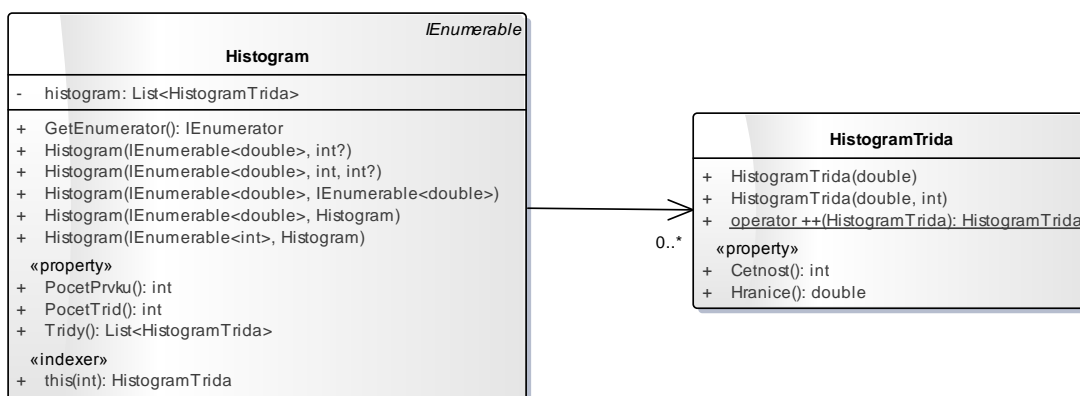 IEnumerable
Histogram
- histogram: List<HistogramTrida>
+ GetEnumerator(): IEnumerator
+ Histogram(IEnumerable<double>, int?)
+ Histogram(IEnumerable<double>, int, int?)
+ Histogram(IEnumerable<double>, IEnumerable<double>)
+ Histogram(IEnumerable<double>, Histogram)
+ Histogram(IEnumerable<int>, Histogram)
«property»
+ PocetPrvku(): int
+ PocetTrid(): int
+ Tridy(): List<HistogramTrida>
«indexer»
+ this(int): HistogramTrida
0..*
HistogramTrida
+ HistogramTrida(double)
+ HistogramTrida(double, int)
+ operator ++(HistogramTrida): HistogramTrida
«property»
+ Cetnost(): int
+ Hranice(): double